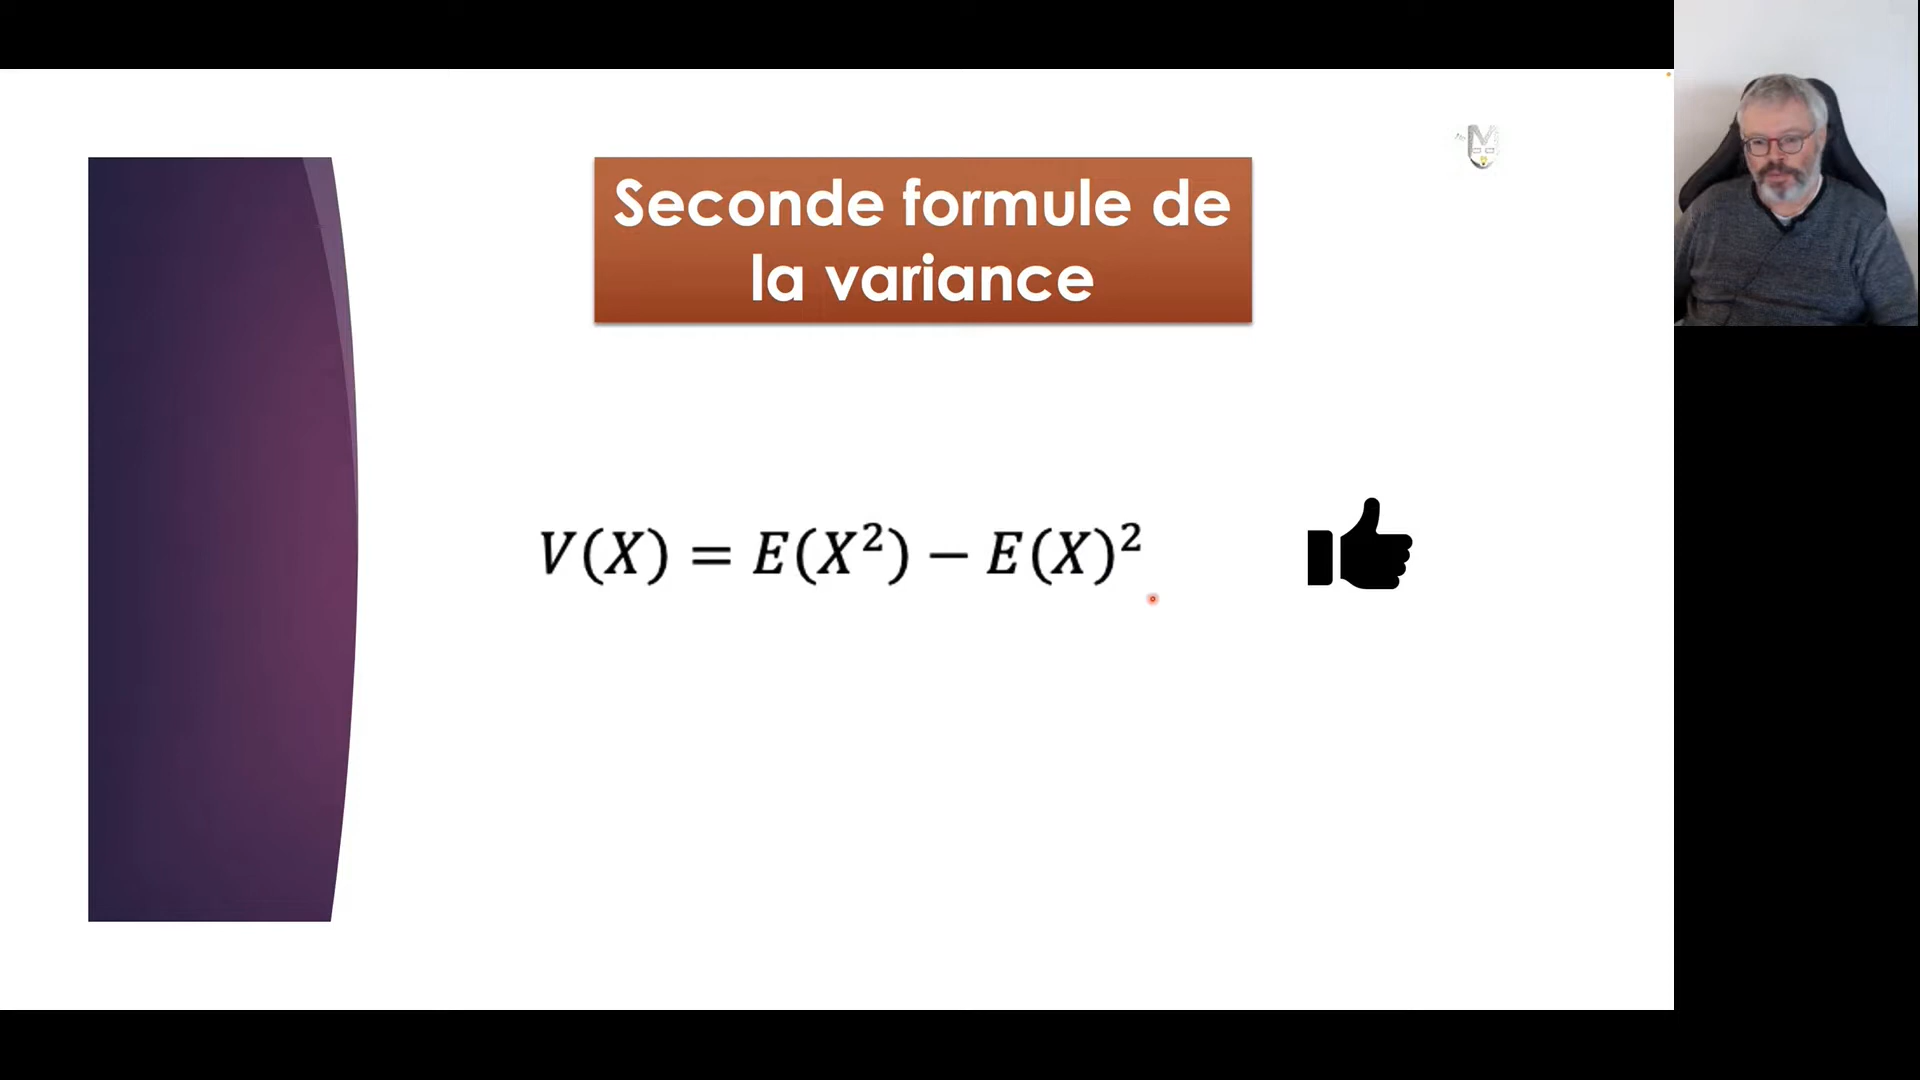 Seconde formule de
la variance
V(X) = E(X²) − E(X)²